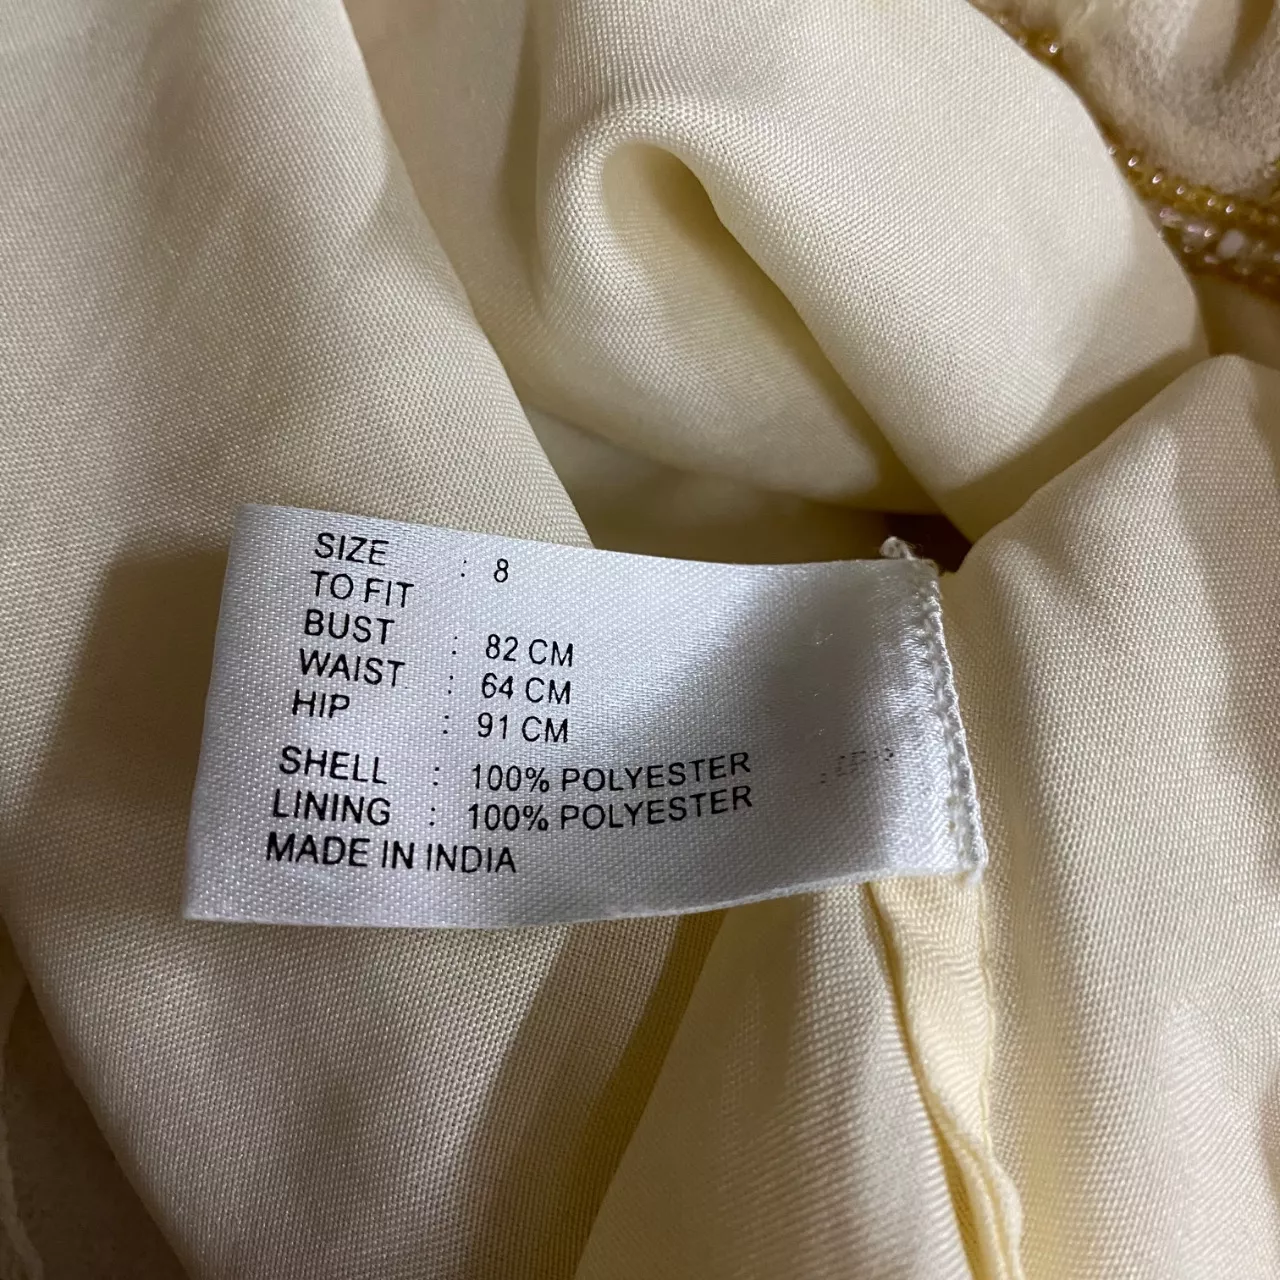 SIZE : 8
TO FIT
BUST : 82 CM
WAIST : 64 CM
HIP : 91 CM
SHELL : 100% POLYESTER
LINING : 100% POLYESTER
MADE IN INDIA